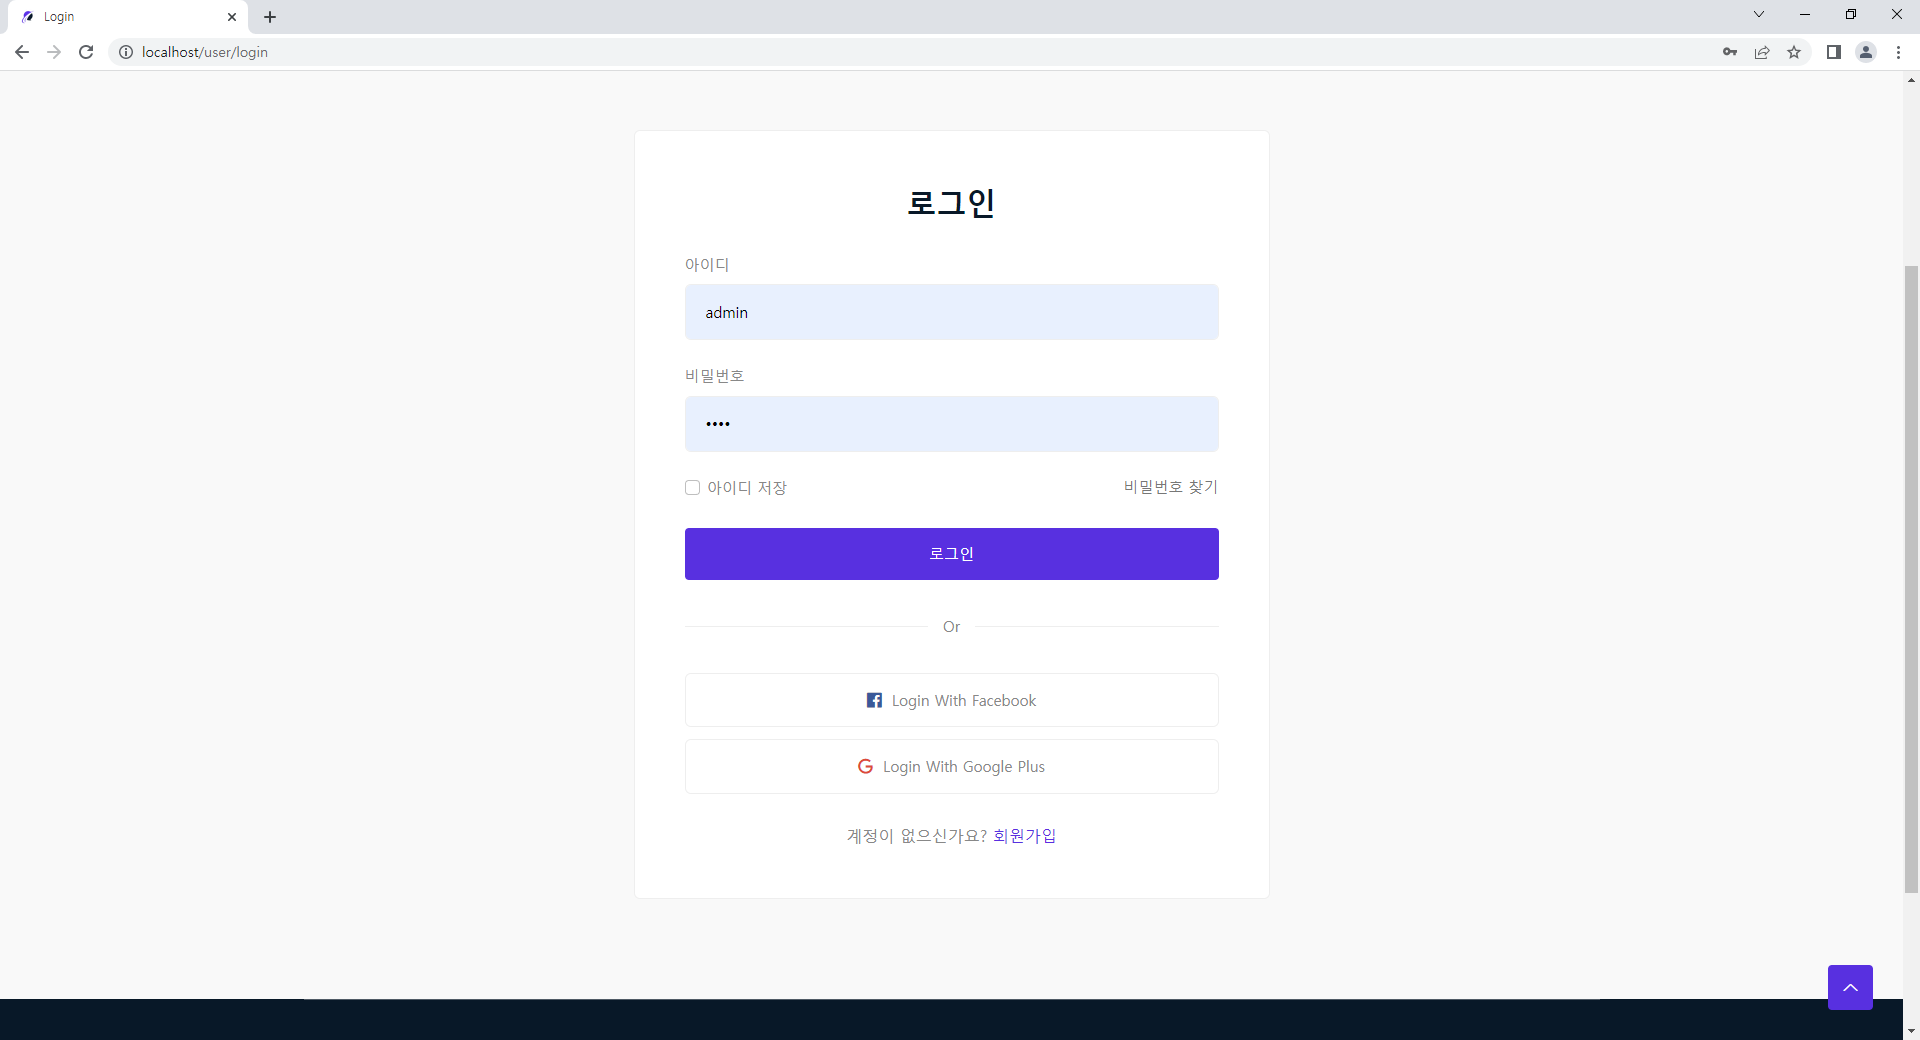 Login
localhost/user/login
로그인
아이디
admin
비밀번호
••••
아이디 저장
비밀번호 찾기
로그인
Or
Login With Facebook
Login With Google Plus
계정이 없으신가요? 회원가입